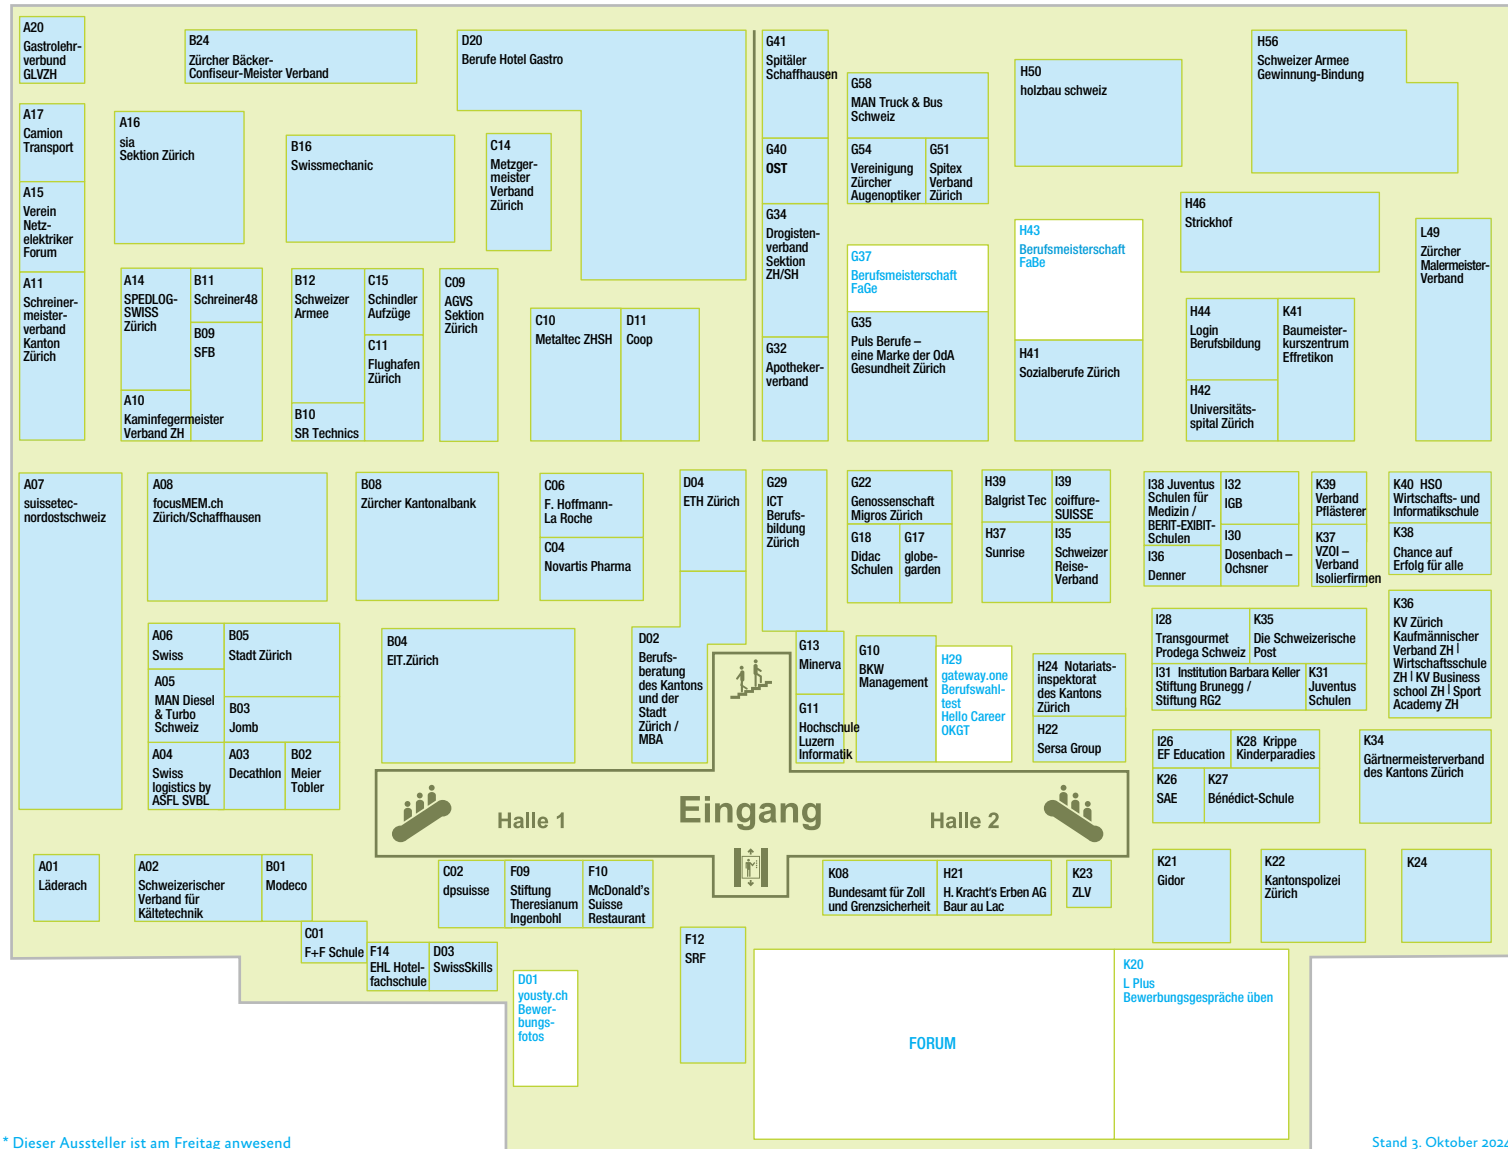 A20
Gastrolehr-
verbund
GLVZH
B24
Zürcher Bäcker-
Confiseur-Meister Verband
D20
Berufe Hotel Gastro
G41
Spitäler
Schaffhausen
G58
MAN Truck & Bus
Schweiz
H50
holzbau schweiz
H56
Schweizer Armee
Gewinnung-Bindung
A17
Camion
Transport
A16
sia
Sektion Zürich
B16
Swissmechanic
C14
Metzger-
meister
Verband
Zürich
G40
OST
G54
Vereinigung
Zürcher
Augenoptiker
G51
Spitex
Verband
Zürich
A15
Verein
Netz-
elektriker
Forum
G34
Drogisten-
verband
Sektion
ZH/SH
G37
Berufsmeisterschaft
FaGe
H43
Berufsmeisterschaft
FaBe
H46
Strickhof
L49
Zürcher
Malermeister-
Verband
A11
Schreiner-
meister-
verband
Kanton
Zürich
A14
SPEDLOG-
SWISS
Zürich
B11
Schreiner48
B09
SFB
A10
Kaminfegermeister
Verband ZH
B12
Schweizer
Armee
C15
Schindler
Aufzüge
C11
Flughafen
Zürich
B10
SR Technics
C09
AGVS
Sektion
Zürich
C10
Metaltec ZHSH
D11
Coop
G32
Apotheker-
verband
G35
Puls Berufe –
eine Marke der OdA
Gesundheit Zürich
H41
Sozialberufe Zürich
H44
Login
Berufsbildung
H42
Universitäts-
spital Zürich
K41
Baumeister-
kurszentrum
Effretikon
A07
suissetec-
nordostschweiz
A08
focusMEM.ch
Zürich/Schaffhausen
B08
Zürcher Kantonalbank
C06
F. Hoffmann-
La Roche
C04
Novartis Pharma
D04
ETH Zürich
G29
ICT
Berufs-
bildung
Zürich
G22
Genossenschaft
Migros Zürich
G18
Didac
Schulen
G17
globe-
garden
H39
Balgrist Tec
I39
coiffure-
SUISSE
H37
Sunrise
I35
Schweizer
Reise-
Verband
I38 Juventus
Schulen für
Medizin /
BERIT-EXIBIT-
Schulen
I36
Denner
I32
IGB
I30
Dosenbach –
Ochsner
K39
Verband
Pflästerer
K37
VZOI –
Verband
Isolierfirmen
K40 HSO
Wirtschafts- und
Informatikschule
K38
Chance auf
Erfolg für alle
A06
Swiss
B05
Stadt Zürich
A05
MAN Diesel
& Turbo
Schweiz
B03
Jomb
A04
Swiss
logistics by
ASFL SVBL
A03
Decathlon
B02
Meier
Tobler
B04
EIT.Zürich
D02
Berufs-
beratung
des Kantons
und der
Stadt
Zürich /
MBA
G13
Minerva
G11
Hochschule
Luzern
Informatik
G10
BKW
Management
H29
gateway.one
Berufswahl-
test
Hello Career
OKGT
H24 Notariats-
inspektorat
des Kantons
Zürich
H22
Sersa Group
I28
Transgourmet
Prodega Schweiz
K35
Die Schweizerische
Post
I31 Institution Barbara Keller
Stiftung Brunegg /
Stiftung RG2
K31
Juventus
Schulen
K36
KV Zürich
Kaufmännischer
Verband ZH |
Wirtschaftsschule
ZH | KV Business
school ZH | Sport
Academy ZH
I26
EF Education
K28 Krippe
Kinderparadies
K26
SAE
K27
Bénédict-Schule
K34
Gärtnermeisterverband
des Kantons Zürich
Halle 1
Eingang
Halle 2
A01
Läderach
A02
Schweizerischer
Verband für
Kältetechnik
B01
Modeco
C02
dpsuisse
F09
Stiftung
Theresianum
Ingenbohl
F10
McDonald's
Suisse
Restaurant
K08
Bundesamt für Zoll
und Grenzsicherheit
H21
H. Kracht's Erben AG
Baur au Lac
K23
ZLV
K21
Gidor
K22
Kantonspolizei
Zürich
K24
C01
F+F Schule
F14
EHL Hotel-
fachschule
D03
SwissSkills
D01
yousty.ch
Bewer-
bungs-
fotos
F12
SRF
FORUM
K20
L Plus
Bewerbungsgespräche üben
* Dieser Aussteller ist am Freitag anwesend
Stand 3. Oktober 2024